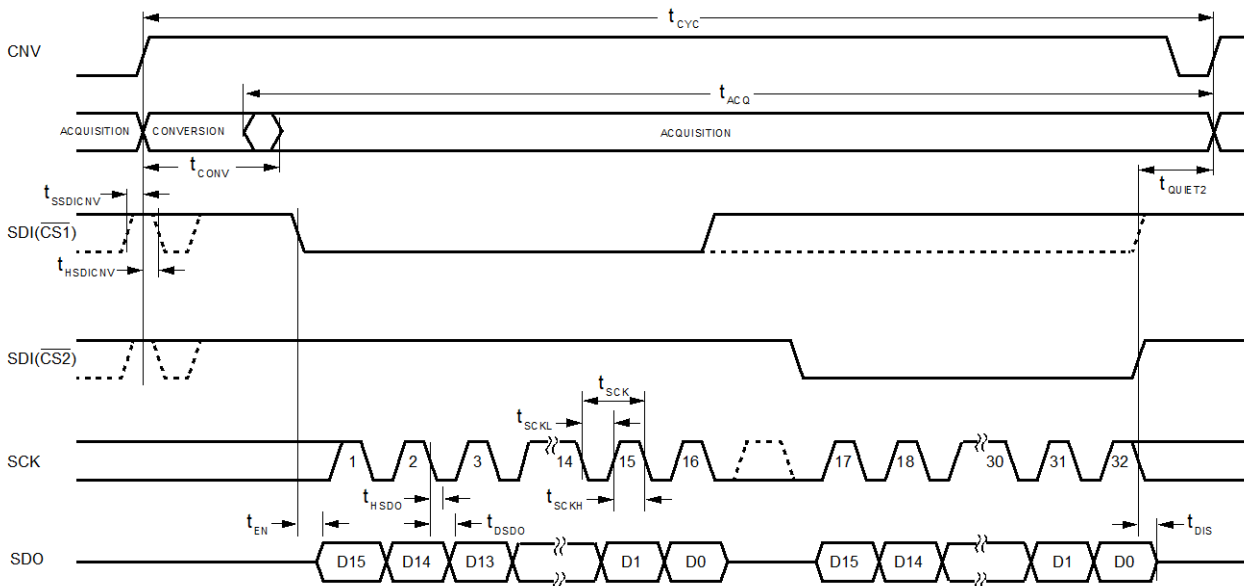 tCYC
CNV
tACQ
ACQUISITION CONVERSION ACQUISITION
tCONV
tSSDICNV
tQUIET2
SDI(CS1)
tHSDICNV
SDI(CS2)
tSCK
tSCKL
SCK 1 2 3 14 15 16 17 18 30 31 32
tHSDO tSCKH
tEN tDSDO tDIS
SDO D15 D14 D13 D1 D0 D15 D14 D1 D0